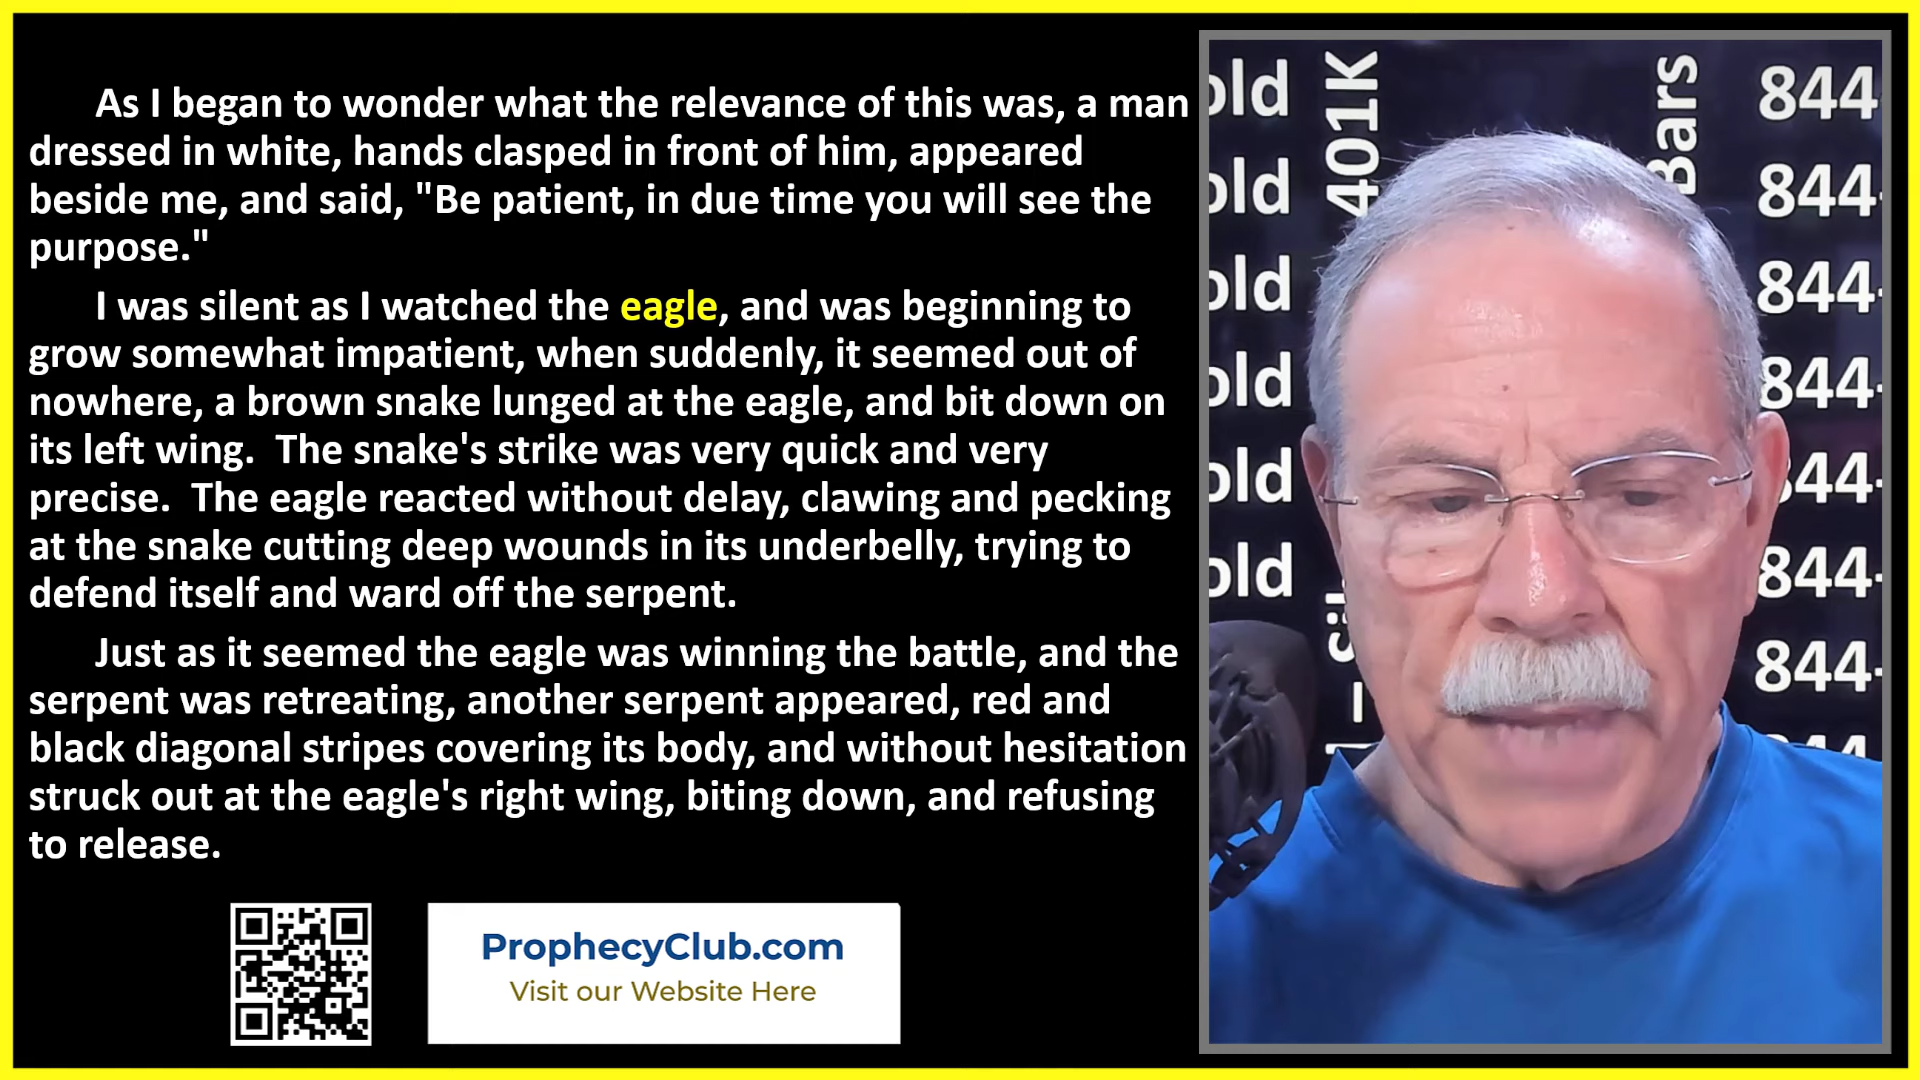 As I began to wonder what the relevance of this was, a man
dressed in white, hands clasped in front of him, appeared
beside me, and said, "Be patient, in due time you will see the
purpose."
I was silent as I watched the eagle, and was beginning to
grow somewhat impatient, when suddenly, it seemed out of
nowhere, a brown snake lunged at the eagle, and bit down on
its left wing.  The snake's strike was very quick and very
precise.  The eagle reacted without delay, clawing and pecking
at the snake cutting deep wounds in its underbelly, trying to
defend itself and ward off the serpent.
Just as it seemed the eagle was winning the battle, and the
serpent was retreating, another serpent appeared, red and
black diagonal stripes covering its body, and without hesitation
struck out at the eagle's right wing, biting down, and refusing
to release.
ProphecyClub.com
Visit our Website Here
old
old
old
old
old
old
401K
Bars
844-
844-
844-
844-
844-
844-
844-